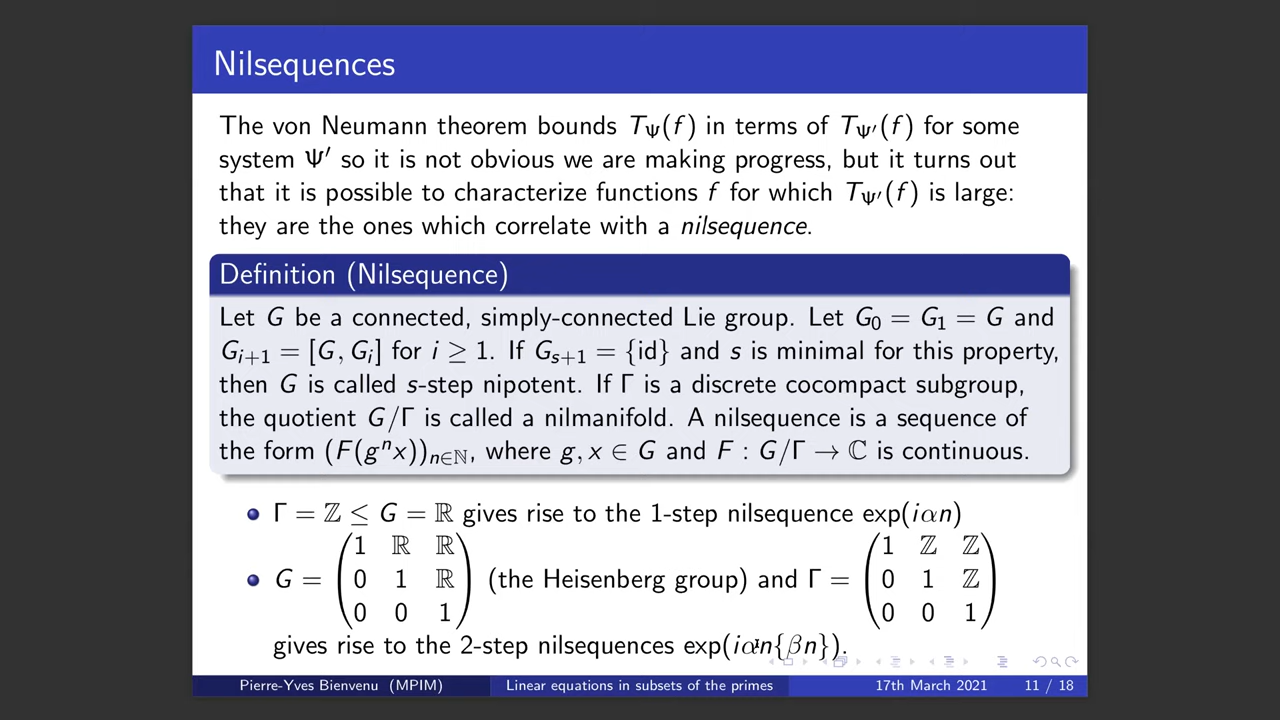 Nilsequences
The von Neumann theorem bounds T_Ψ(f) in terms of T_Ψ′(f) for some
system Ψ′ so it is not obvious we are making progress, but it turns out
that it is possible to characterize functions f for which T_Ψ′(f) is large:
they are the ones which correlate with a nilsequence.
Definition (Nilsequence)
Let G be a connected, simply-connected Lie group. Let G₀ = G₁ = G and
G_{i+1} = [G, G_i] for i ≥ 1. If G_{s+1} = {id} and s is minimal for this property,
then G is called s-step nipotent. If Γ is a discrete cocompact subgroup,
the quotient G/Γ is called a nilmanifold. A nilsequence is a sequence of
the form (F(gⁿx))_{n∈ℕ}, where g, x ∈ G and F : G/Γ → ℂ is continuous.
Γ = ℤ ≤ G = ℝ gives rise to the 1-step nilsequence exp(iαn)
G = (1 ℝ ℝ; 0 1 ℝ; 0 0 1) (the Heisenberg group) and Γ = (1 ℤ ℤ; 0 1 ℤ; 0 0 1)
gives rise to the 2-step nilsequences exp(iαn{βn}).
Pierre-Yves Bienvenu (MPIM) Linear equations in subsets of the primes 17th March 2021 11 / 18